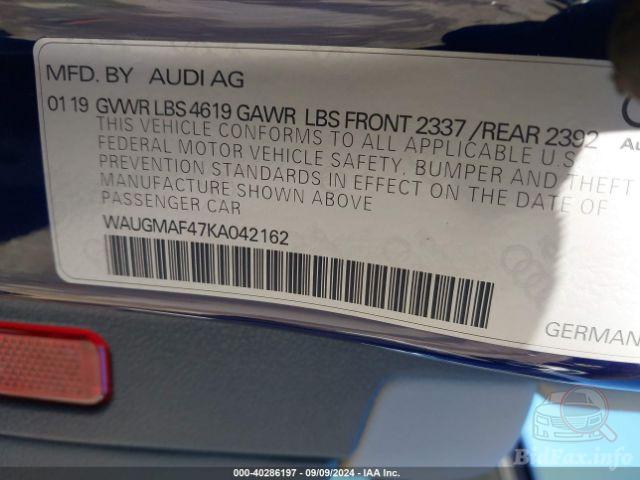 MFD. BY AUDI AG
01 19 GVWR LBS 4619 GAWR LBS FRONT 2337 /REAR 2392
THIS VEHICLE CONFORMS TO ALL APPLICABLE U.S
FEDERAL MOTOR VEHICLE SAFETY. BUMPER AND THEFT
PREVENTION STANDARDS IN EFFECT ON THE DATE OF
MANUFACTURE SHOWN ABOVE
PASSENGER CAR
WAUGMAF47KA042162
Au
GERMAN
BidFax.info
000-40286197 - 09/09/2024 - IAA Inc.